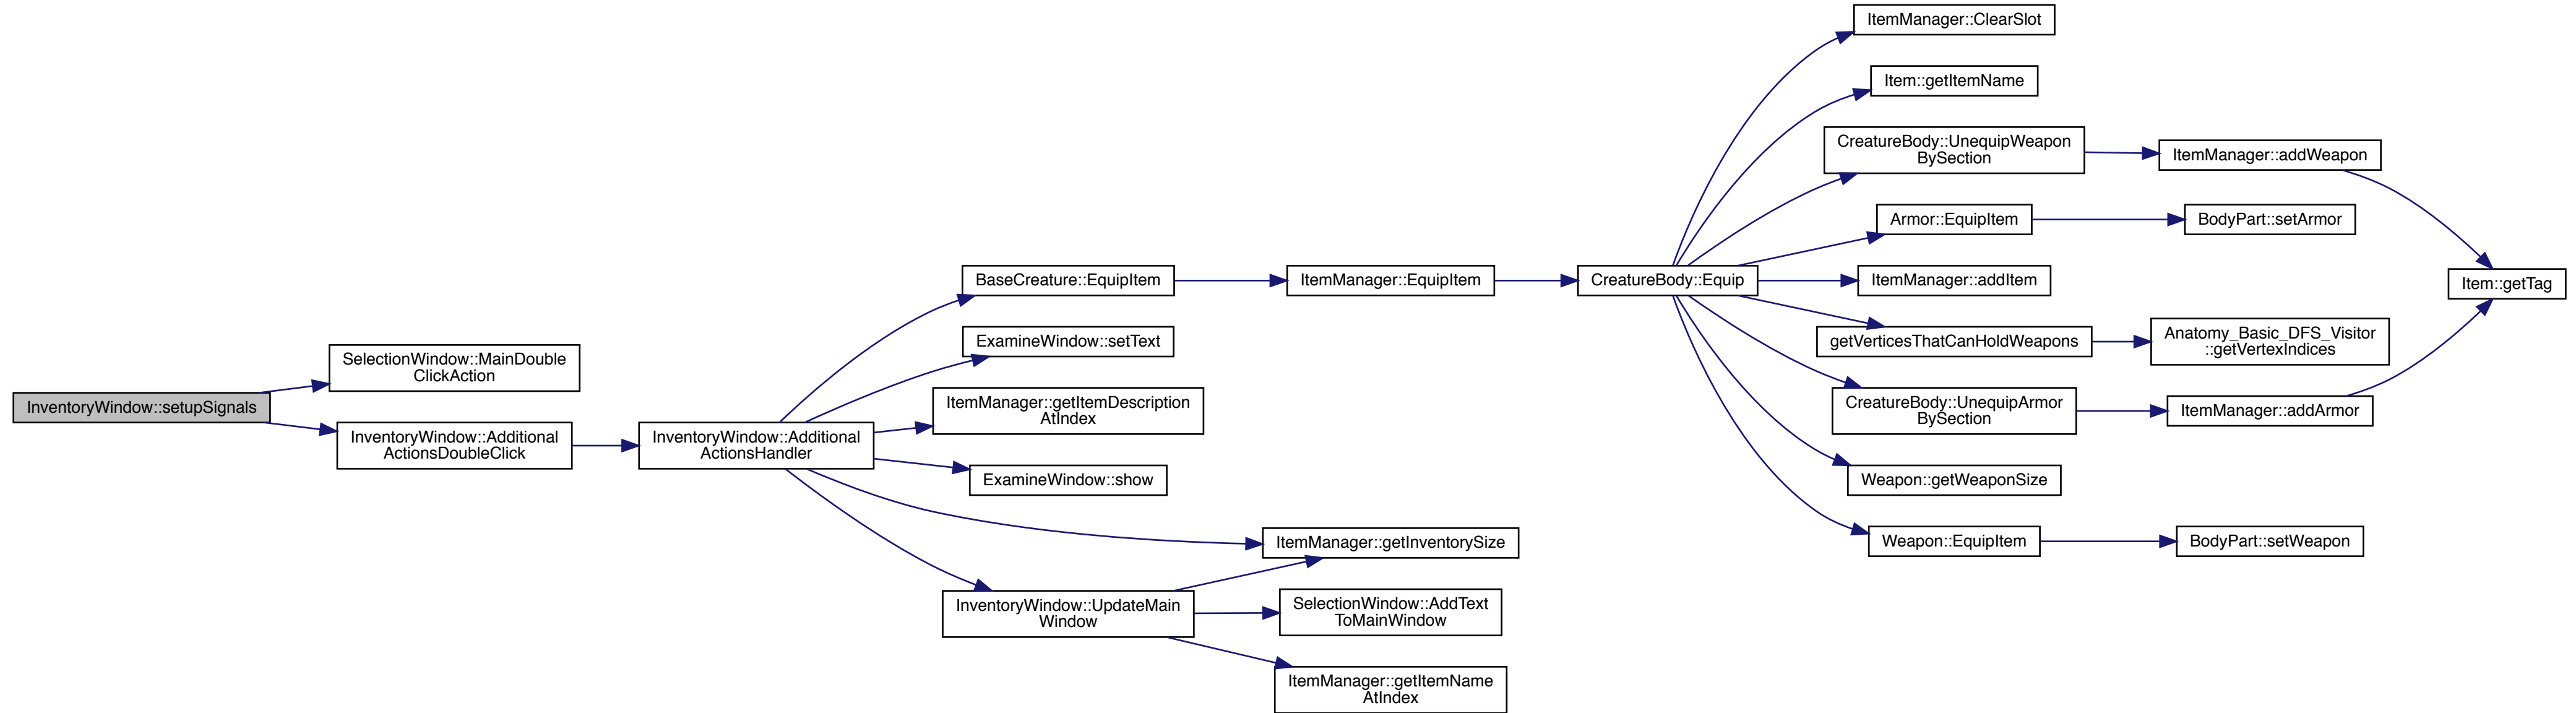 InventoryWindow::setupSignals
SelectionWindow::MainDouble
ClickAction
InventoryWindow::Additional
ActionsDoubleClick
InventoryWindow::Additional
ActionsHandler
BaseCreature::EquipItem
ExamineWindow::setText
ItemManager::getItemDescription
AtIndex
ExamineWindow::show
InventoryWindow::UpdateMain
Window
ItemManager::EquipItem
ItemManager::getInventorySize
SelectionWindow::AddText
ToMainWindow
ItemManager::getItemName
AtIndex
CreatureBody::Equip
ItemManager::ClearSlot
Item::getItemName
CreatureBody::UnequipWeapon
BySection
Armor::EquipItem
ItemManager::addItem
getVerticesThatCanHoldWeapons
CreatureBody::UnequipArmor
BySection
Weapon::getWeaponSize
Weapon::EquipItem
ItemManager::addWeapon
BodyPart::setArmor
Anatomy_Basic_DFS_Visitor
::getVertexIndices
ItemManager::addArmor
BodyPart::setWeapon
Item::getTag